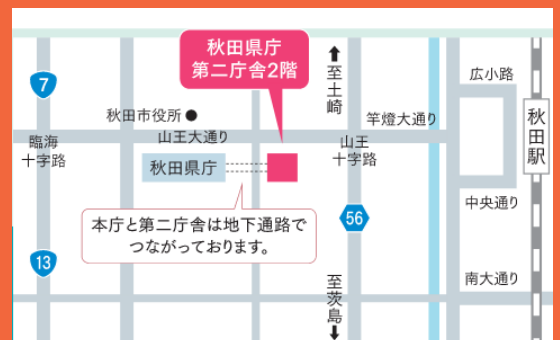 秋田県庁
第二庁舎2階
至土崎
7
広小路
秋田市役所
竿燈大通り
山王大通り
臨海
十字路
山王
十字路
秋田駅
秋田県庁
中央通り
本庁と第二庁舎は地下通路で
つながっております。
56
13
南大通り
至茨島